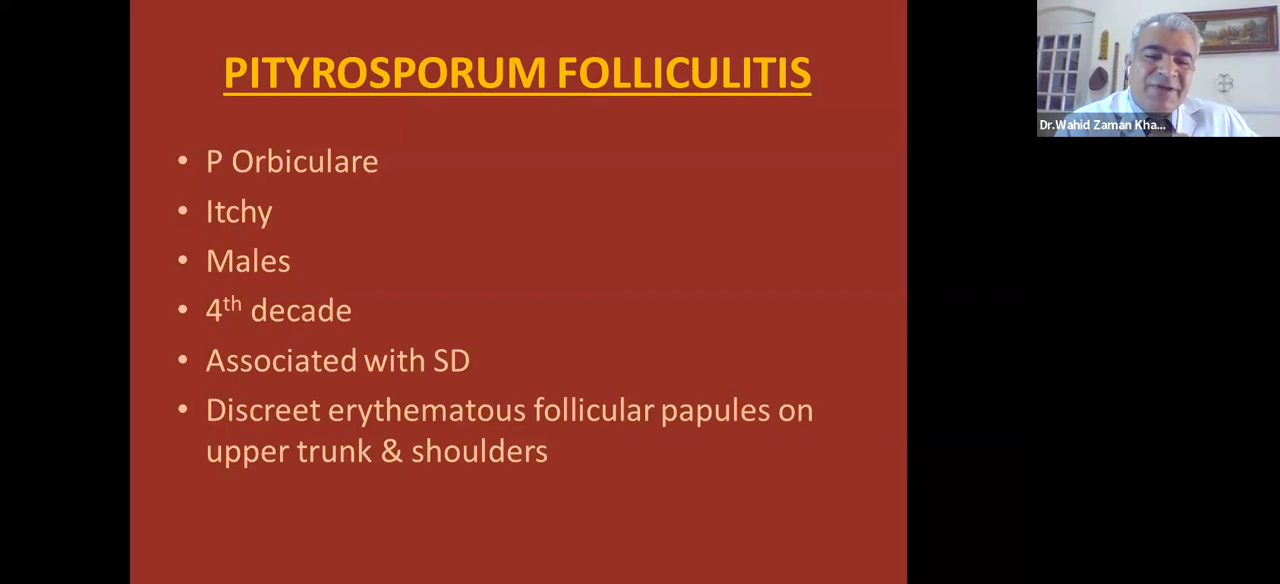 PITYROSPORUM FOLLICULITIS
• P Orbiculare
• Itchy
• Males
• 4th decade
• Associated with SD
• Discreet erythematous follicular papules on
upper trunk & shoulders
Dr.Wahid Zaman Kha...